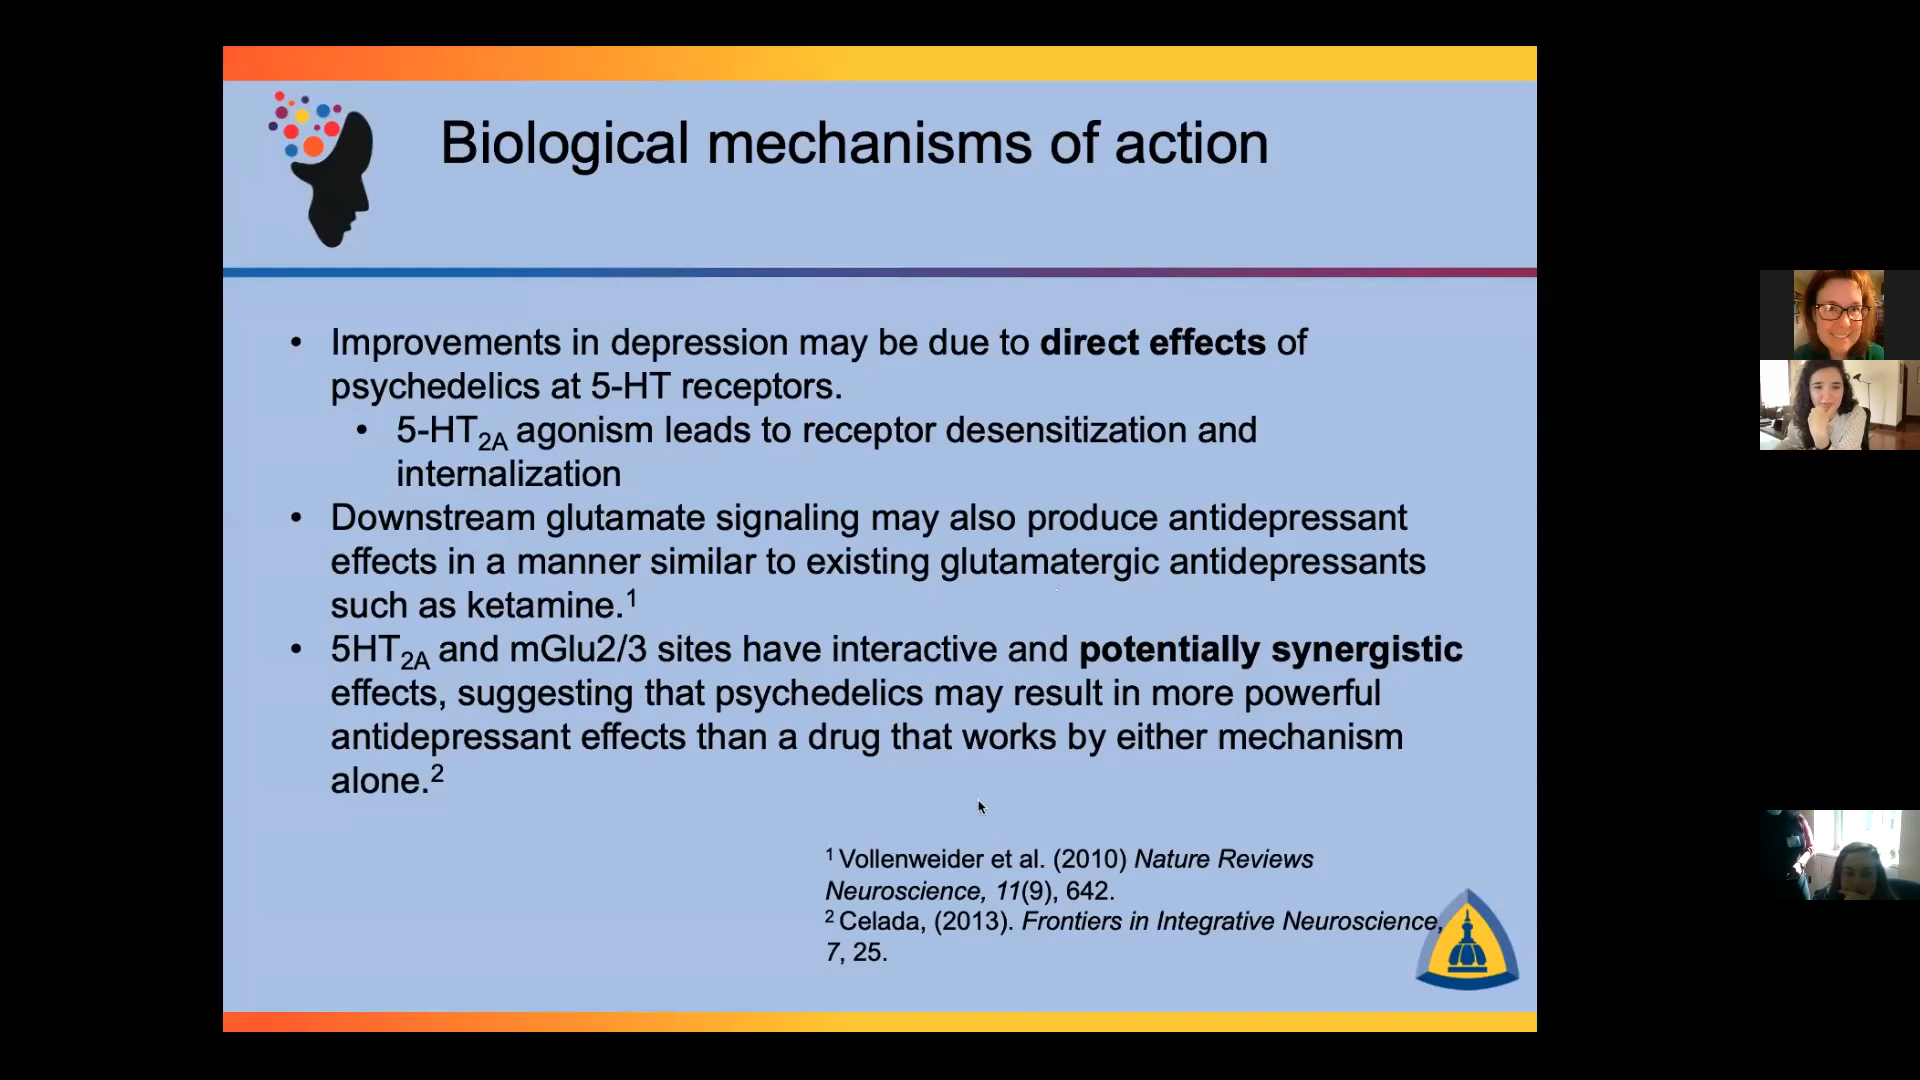 Biological mechanisms of action
• Improvements in depression may be due to direct effects of
psychedelics at 5-HT receptors.
• 5-HT2A agonism leads to receptor desensitization and
internalization
• Downstream glutamate signaling may also produce antidepressant
effects in a manner similar to existing glutamatergic antidepressants
such as ketamine.1
• 5HT2A and mGlu2/3 sites have interactive and potentially synergistic
effects, suggesting that psychedelics may result in more powerful
antidepressant effects than a drug that works by either mechanism
alone.2
1 Vollenweider et al. (2010) Nature Reviews
Neuroscience, 11(9), 642.
2 Celada, (2013). Frontiers in Integrative Neuroscience,
7, 25.